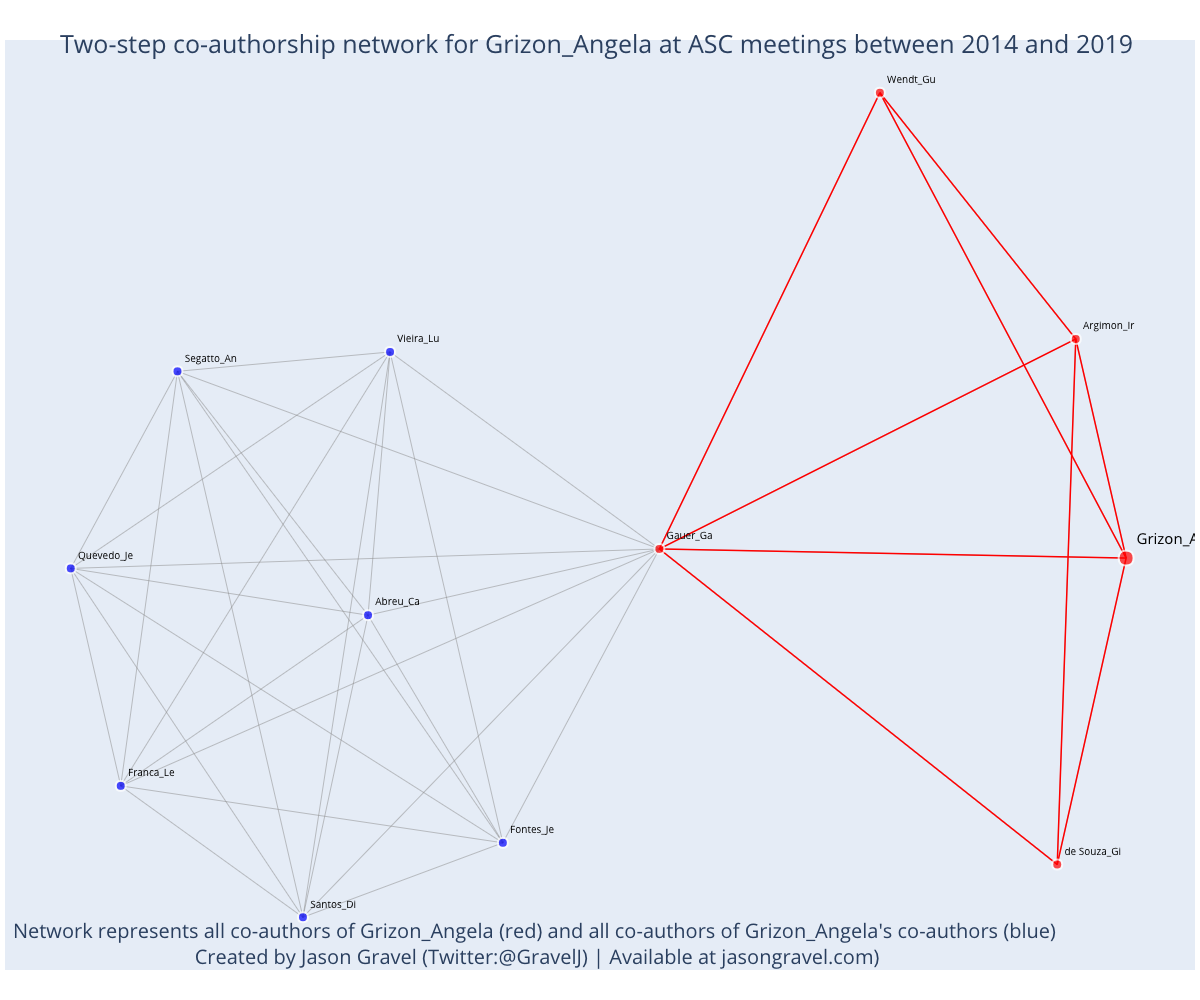 Two-step co-authorship network for Grizon_Angela at ASC meetings between 2014 and 2019
Wendt_Gu
Argimon_Ir
Vieira_Lu
Segatto_An
Gauer_Ga
Grizon_A
Quevedo_Je
Abreu_Ca
Franca_Le
Fontes_Je
de Souza_Gi
Santos_Di
Network represents all co-authors of Grizon_Angela (red) and all co-authors of Grizon_Angela's co-authors (blue)
Created by Jason Gravel (Twitter:@GravelJ) | Available at jasongravel.com)